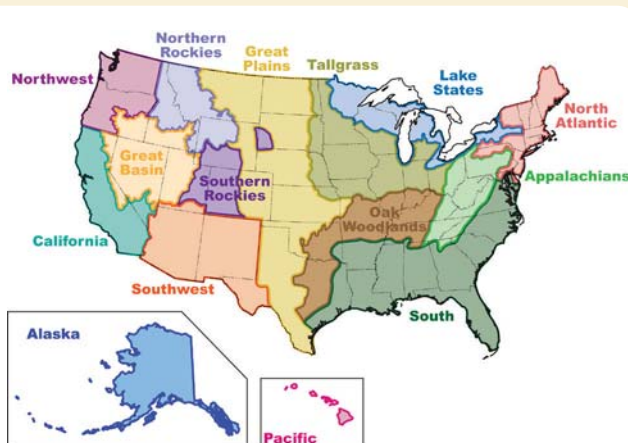 Northern
Rockies
Great
Plains
Tallgrass
Lake
States
Northwest
North
Atlantic
Great
Basin
Southern
Rockies
Appalachians
Oak
Woodlands
California
Southwest
South
Alaska
Pacific